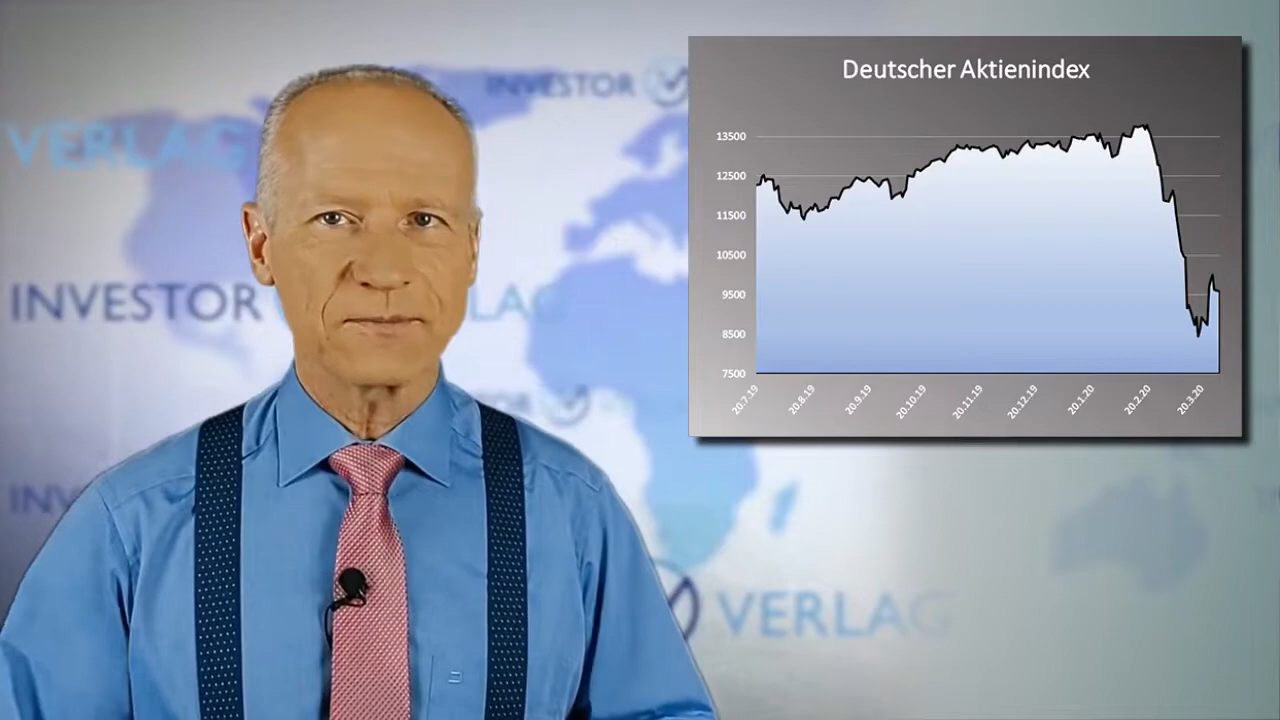 INVESTOR
VERLAG
INVESTOR VERLAG
INV
VERLAG
Deutscher Aktienindex
13500
12500
11500
10500
9500
8500
7500
20.7.19
20.8.19
20.9.19
20.10.19
20.11.19
20.12.19
20.1.20
20.2.20
20.3.20